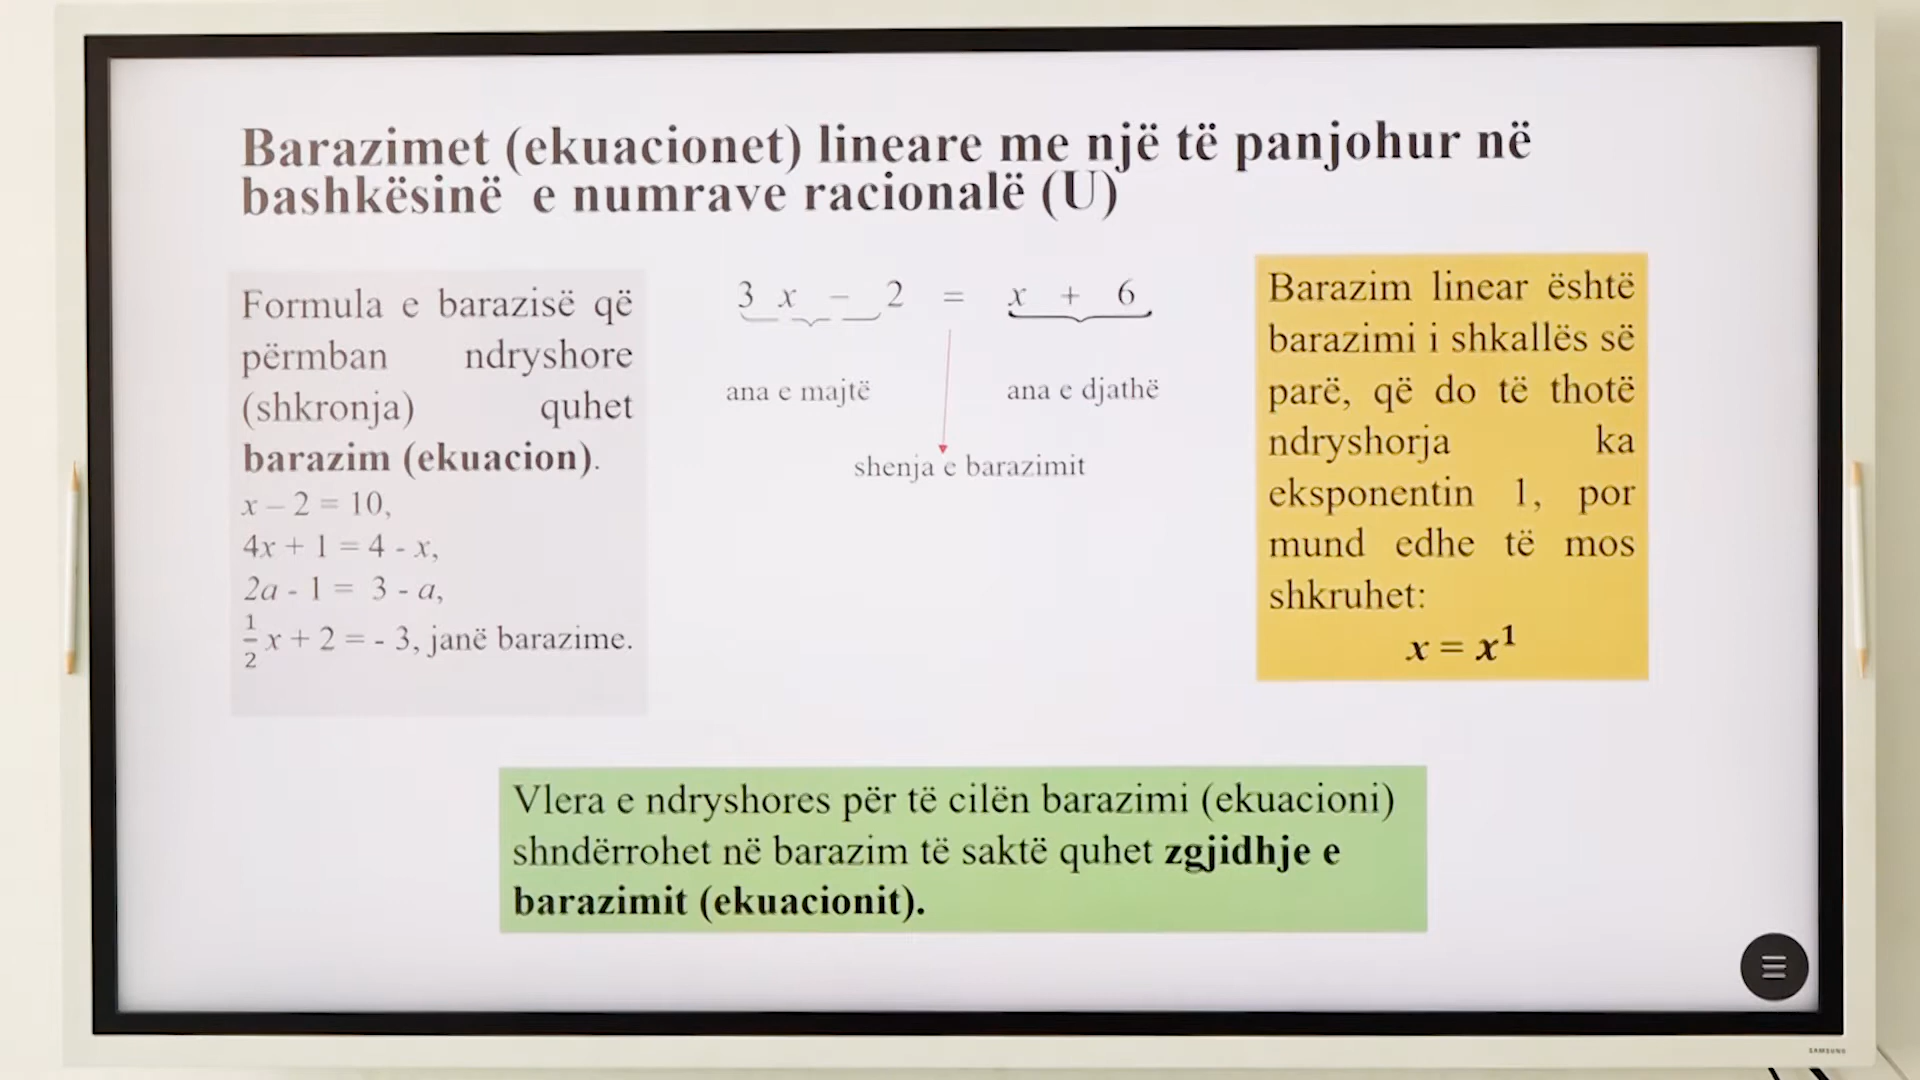 Barazimet (ekuacionet) lineare me një të panjohur në
bashkësinë e numrave racionalë (U)
Formula e barazisë që
përmban ndryshore
(shkronja) quhet
barazim (ekuacion).
x – 2 = 10,
4x + 1 = 4 - x,
2a - 1 = 3 - a,
1/2 x + 2 = - 3, janë barazime.
3 x – 2 = x + 6
ana e majtë ana e djathë
shenja e barazimit
Barazim linear është
barazimi i shkallës së
parë, që do të thotë
ndryshorja ka
eksponentin 1, por
mund edhe të mos
shkruhet:
x = x¹
Vlera e ndryshores për të cilën barazimi (ekuacioni)
shndërrohet në barazim të saktë quhet zgjidhje e
barazimit (ekuacionit).
SAMSUNG